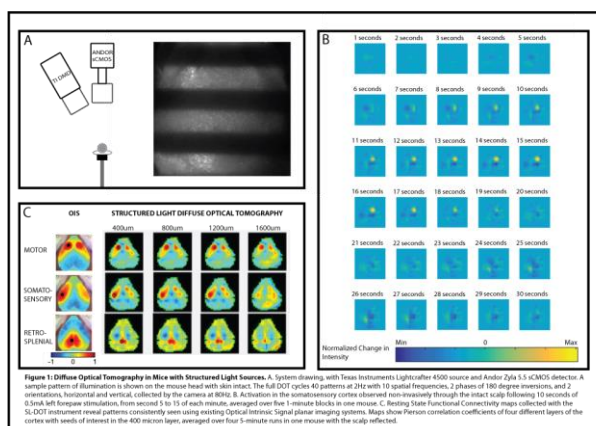 A
TI DMD
ANDOR
sCMOS
B
1 seconds 2 seconds 3 seconds 4 seconds 5 seconds
6 seconds 7 seconds 8 seconds 9 seconds 10 seconds
11 seconds 12 seconds 13 seconds 14 seconds 15 seconds
16 seconds 17 seconds 18 seconds 19 seconds 20 seconds
21 seconds 22 seconds 23 seconds 24 seconds 25 seconds
26 seconds 27 seconds 28 seconds 29 seconds 30 seconds
Normalized Change in
Intensity
Min 0 Max
C
OIS STRUCTURED LIGHT DIFFUSE OPTICAL TOMOGRAPHY
400um 800um 1200um 1600um
MOTOR
SOMATO-
SENSORY
RETRO-
SPLENIAL
-1 0 1
Figure 1: Diffuse Optical Tomography in Mice with Structured Light Sources. A. System drawing, with Texas Instruments Lightcrafter 4500 source and Andor Zyla 5.5 sCMOS detector. A
sample pattern of illumination is shown on the mouse head with skin intact. The full DOT cycles 40 patterns at 2Hz with 10 spatial frequencies, 2 phases of 180 degree inversions, and 2
orientations, horizontal and vertical, collected by the camera at 80Hz. B. Activation in the somatosensory cortex observed non-invasively through the intact scalp following 10 seconds of
0.5mA left forepaw stimulation, from second 5 to 15 of each minute, averaged over five 1-minute blocks in one mouse. C. Resting State Functional Connectivity maps collected with the
SL-DOT instrument reveal patterns consistently seen using existing Optical Intrinsic Signal planar imaging systems. Maps show Pierson correlation coefficients of four different layers of the
cortex with seeds of interest in the 400 micron layer, averaged over four 5-minute runs in one mouse with the scalp reflected.